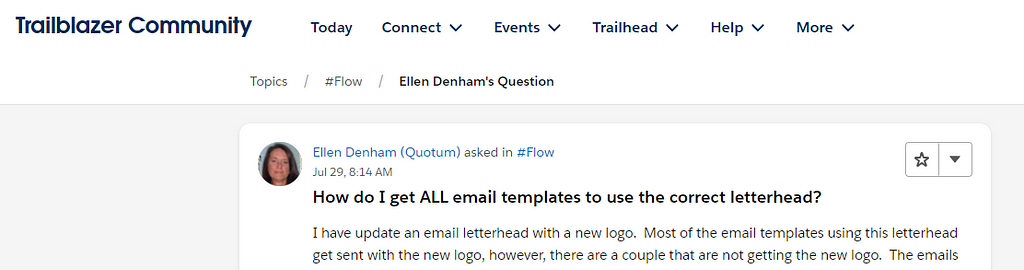 Trailblazer Community Today Connect Events Trailhead Help More
Topics / #Flow / Ellen Denham's Question
Ellen Denham (Quotum) asked in #Flow
Jul 29, 8:14 AM
How do I get ALL email templates to use the correct letterhead?
I have update an email letterhead with a new logo.  Most of the email templates using this letterhead
get sent with the new logo, however, there are a couple that are not getting the new logo.  The emails